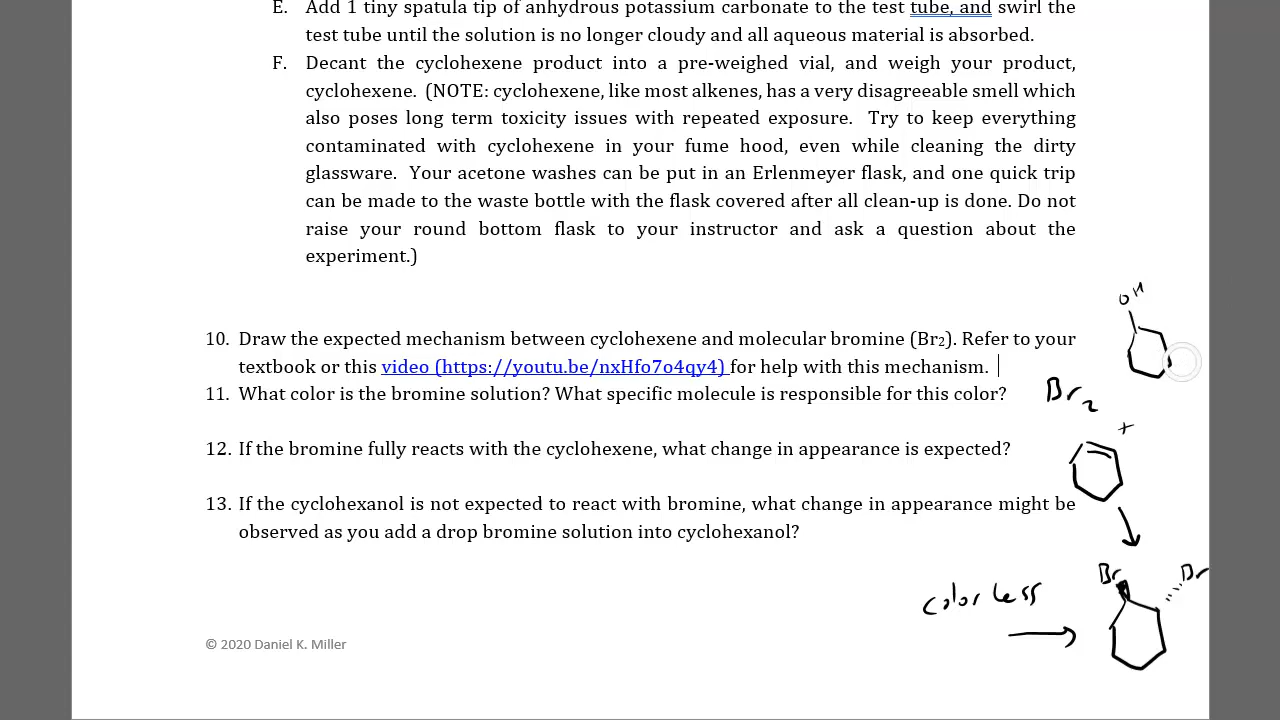 E. Add 1 tiny spatula tip of anhydrous potassium carbonate to the test tube, and swirl the
test tube until the solution is no longer cloudy and all aqueous material is absorbed.
F. Decant the cyclohexene product into a pre-weighed vial, and weigh your product,
cyclohexene. (NOTE: cyclohexene, like most alkenes, has a very disagreeable smell which
also poses long term toxicity issues with repeated exposure. Try to keep everything
contaminated with cyclohexene in your fume hood, even while cleaning the dirty
glassware. Your acetone washes can be put in an Erlenmeyer flask, and one quick trip
can be made to the waste bottle with the flask covered after all clean-up is done. Do not
raise your round bottom flask to your instructor and ask a question about the
experiment.)
OH
10. Draw the expected mechanism between cyclohexene and molecular bromine (Br₂). Refer to your
textbook or this video (https://youtu.be/nxHfo7o4qy4) for help with this mechanism.
11. What color is the bromine solution? What specific molecule is responsible for this color?
Br₂
+
12. If the bromine fully reacts with the cyclohexene, what change in appearance is expected?
13. If the cyclohexanol is not expected to react with bromine, what change in appearance might be
observed as you add a drop bromine solution into cyclohexanol?
Br Br
colorless
© 2020 Daniel K. Miller